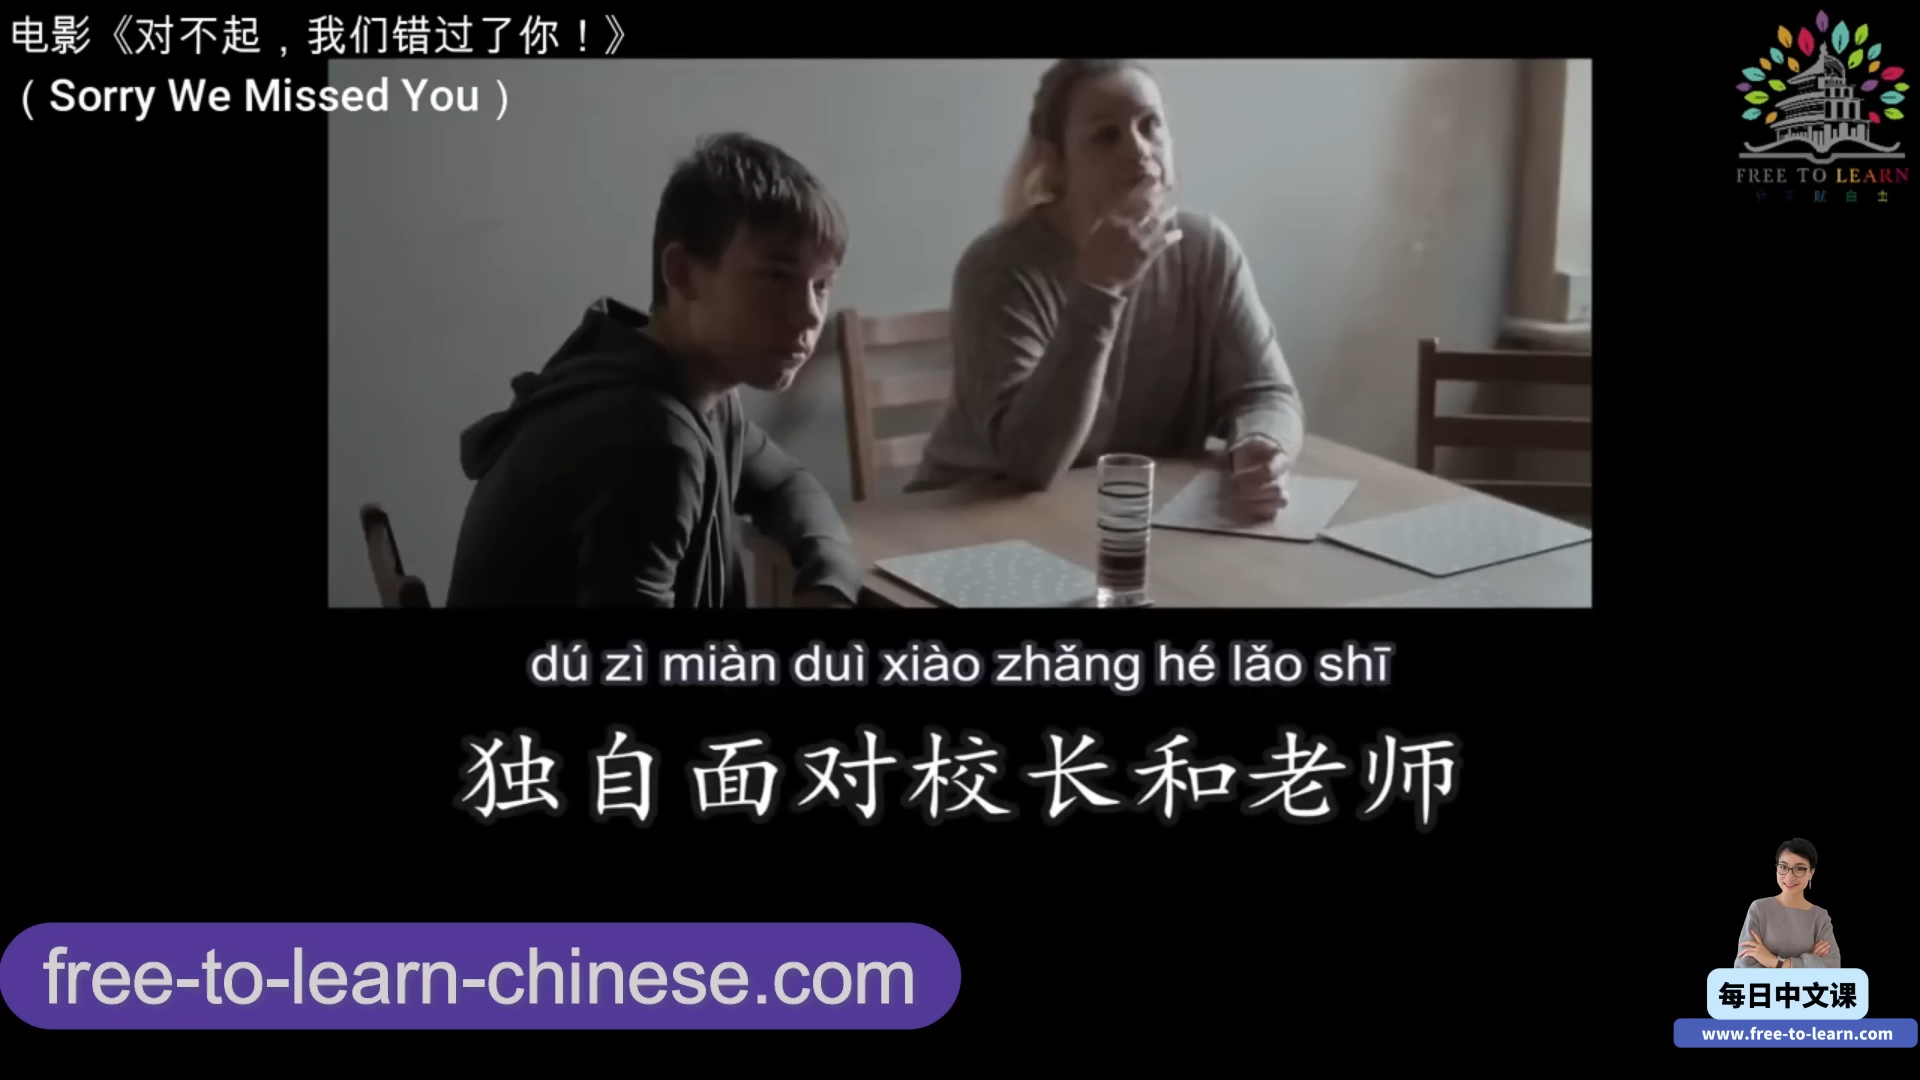 电影《对不起，我们错过了你！》
（Sorry We Missed You）
FREE TO LEARN
dú zì miàn duì xiào zhǎng hé lǎo shī
独自面对校长和老师
free-to-learn-chinese.com
每日中文课
www.free-to-learn.com